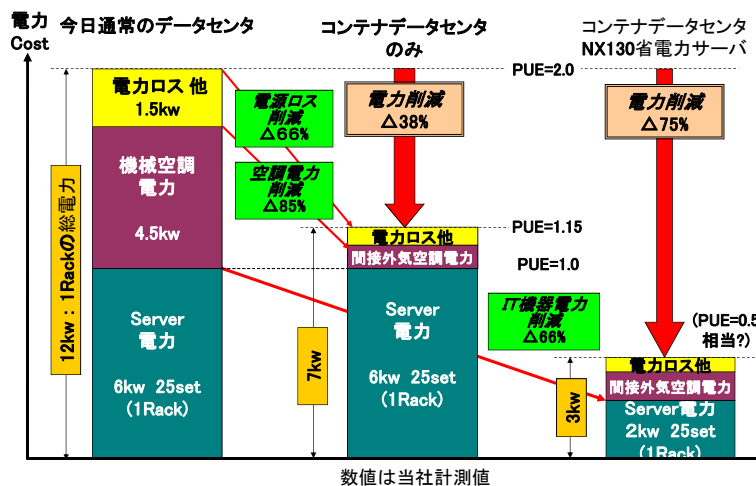 電力
Cost
今日通常のデータセンタ
コンテナデータセンタ
のみ
コンテナデータセンタ
NX130省電力サーバ
PUE=2.0
電力ロス 他
1.5kw
電源ロス
削減
△66%
電力削減
△38%
電力削減
△75%
機械空調
電力
4.5kw
空調電力
削減
△85%
12kw：1Rackの総電力
PUE=1.15
電力ロス他
間接外気空調電力
PUE=1.0
Server
電力
6kw 25set
(1Rack)
7kw
Server
電力
6kw 25set
(1Rack)
IT機器電力
削減
△66%
(PUE=0.5
相当?)
3kw
電力ロス他
間接外気空調電力
Server電力
2kw 25set
(1Rack)
数値は当社計測値